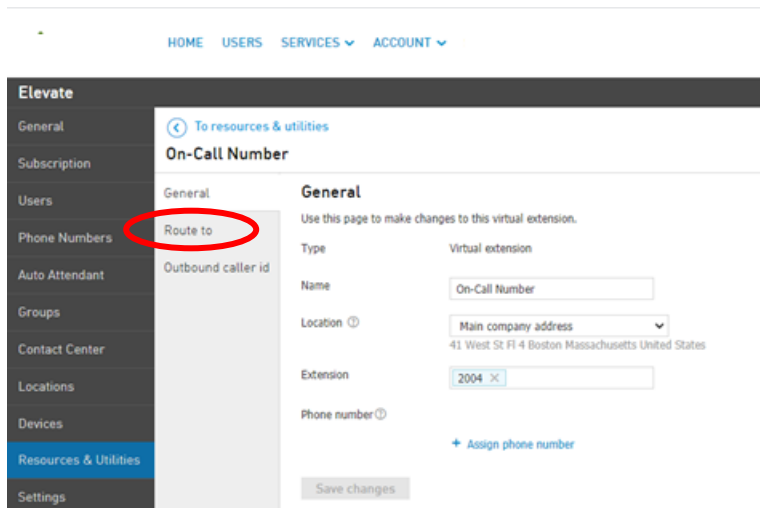 HOME USERS SERVICES ACCOUNT
Elevate
General
Subscription
Users
Phone Numbers
Auto Attendant
Groups
Contact Center
Locations
Devices
Resources & Utilities
Settings
To resources & utilities
On-Call Number
General
Route to
Outbound caller id
General
Use this page to make changes to this virtual extension.
Type Virtual extension
Name On-Call Number
Location Main company address
41 West St Fl 4 Boston Massachusetts United States
Extension 2004
Phone number
+ Assign phone number
Save changes